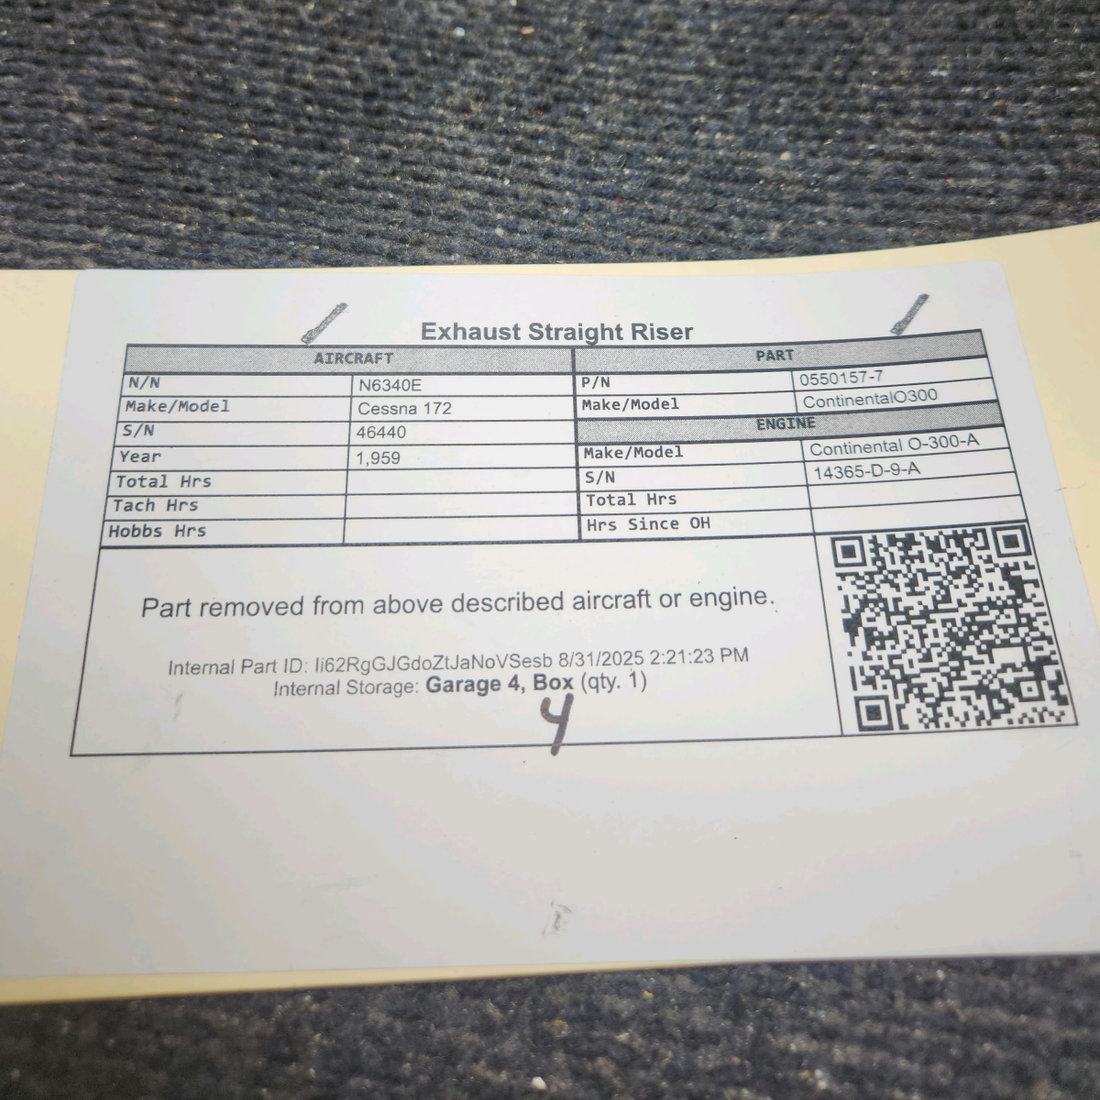 Exhaust Straight Riser
AIRCRAFT
N/N N6340E
Make/Model Cessna 172
S/N 46440
Year 1,959
Total Hrs
Tach Hrs
Hobbs Hrs
PART
P/N 0550157-7
Make/Model ContinentalO300
ENGINE
Make/Model Continental O-300-A
S/N 14365-D-9-A
Total Hrs
Hrs Since OH
Part removed from above described aircraft or engine.
Internal Part ID: Ii62RgGJGdoZtJaNoVSesb 8/31/2025 2:21:23 PM
Internal Storage: Garage 4, Box (qty. 1)
4